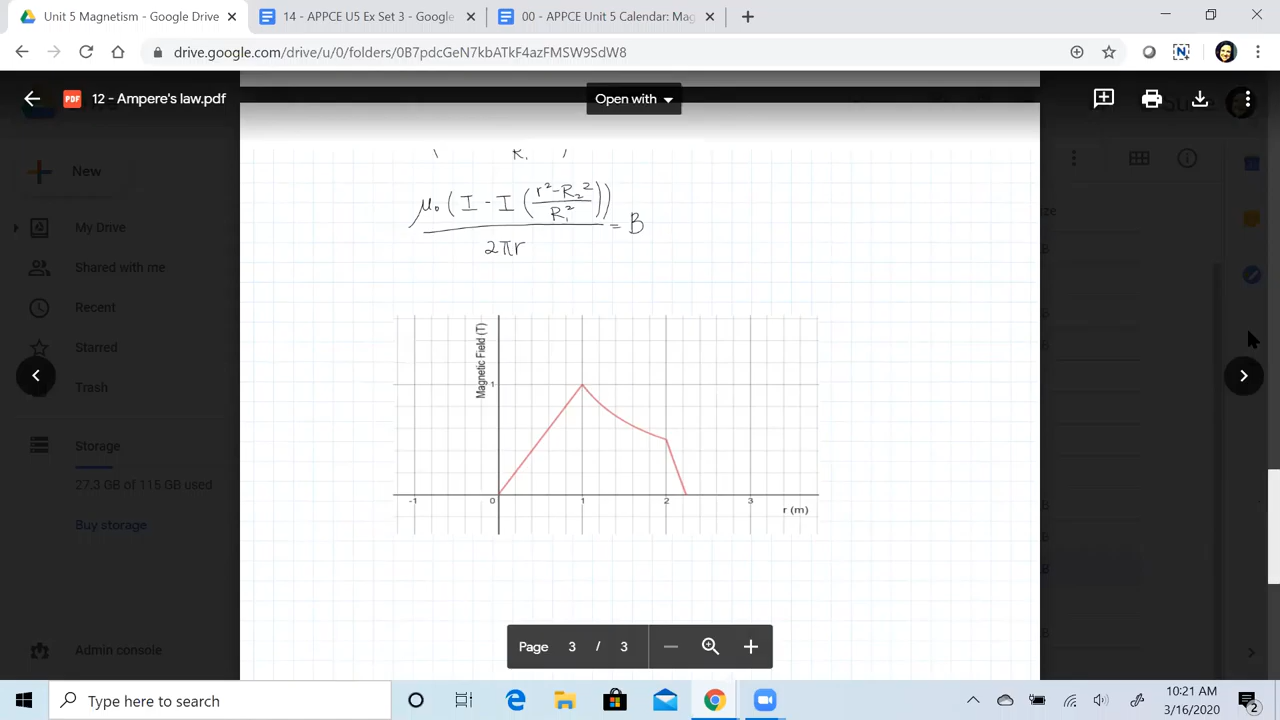 Unit 5 Magnetism - Google Drive
14 - APPCE U5 Ex Set 3 - Google
00 - APPCE Unit 5 Calendar: Mag
drive.google.com/drive/u/0/folders/0B7pdcGeN7kbATkF4azFMSW9SdW8
PDF
12 - Ampere's law.pdf
Open with
New
My Drive
Shared with me
Recent
Starred
Trash
Storage
27.3 GB of 115 GB used
Buy storage
Admin console
R₁
μ₀ ( I - I ( r² - R₂² / R₁² ) )
2πr
= B
Magnetic Field (T)
1
-1 0 1 2 3
r (m)
Page 3 / 3
Type here to search
10:21 AM
3/16/2020
2